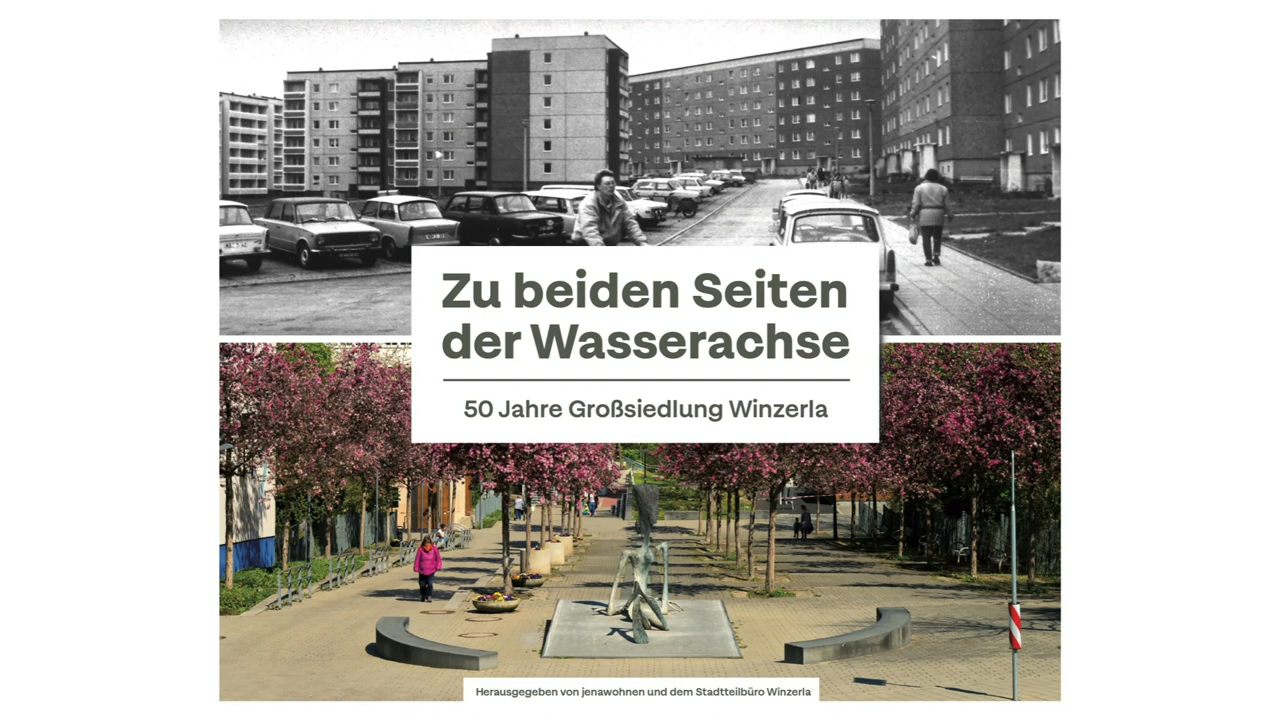 Zu beiden Seiten
der Wasserachse
50 Jahre Großsiedlung Winzerla
Herausgegeben von jenawohnen und dem Stadtteilbüro Winzerla